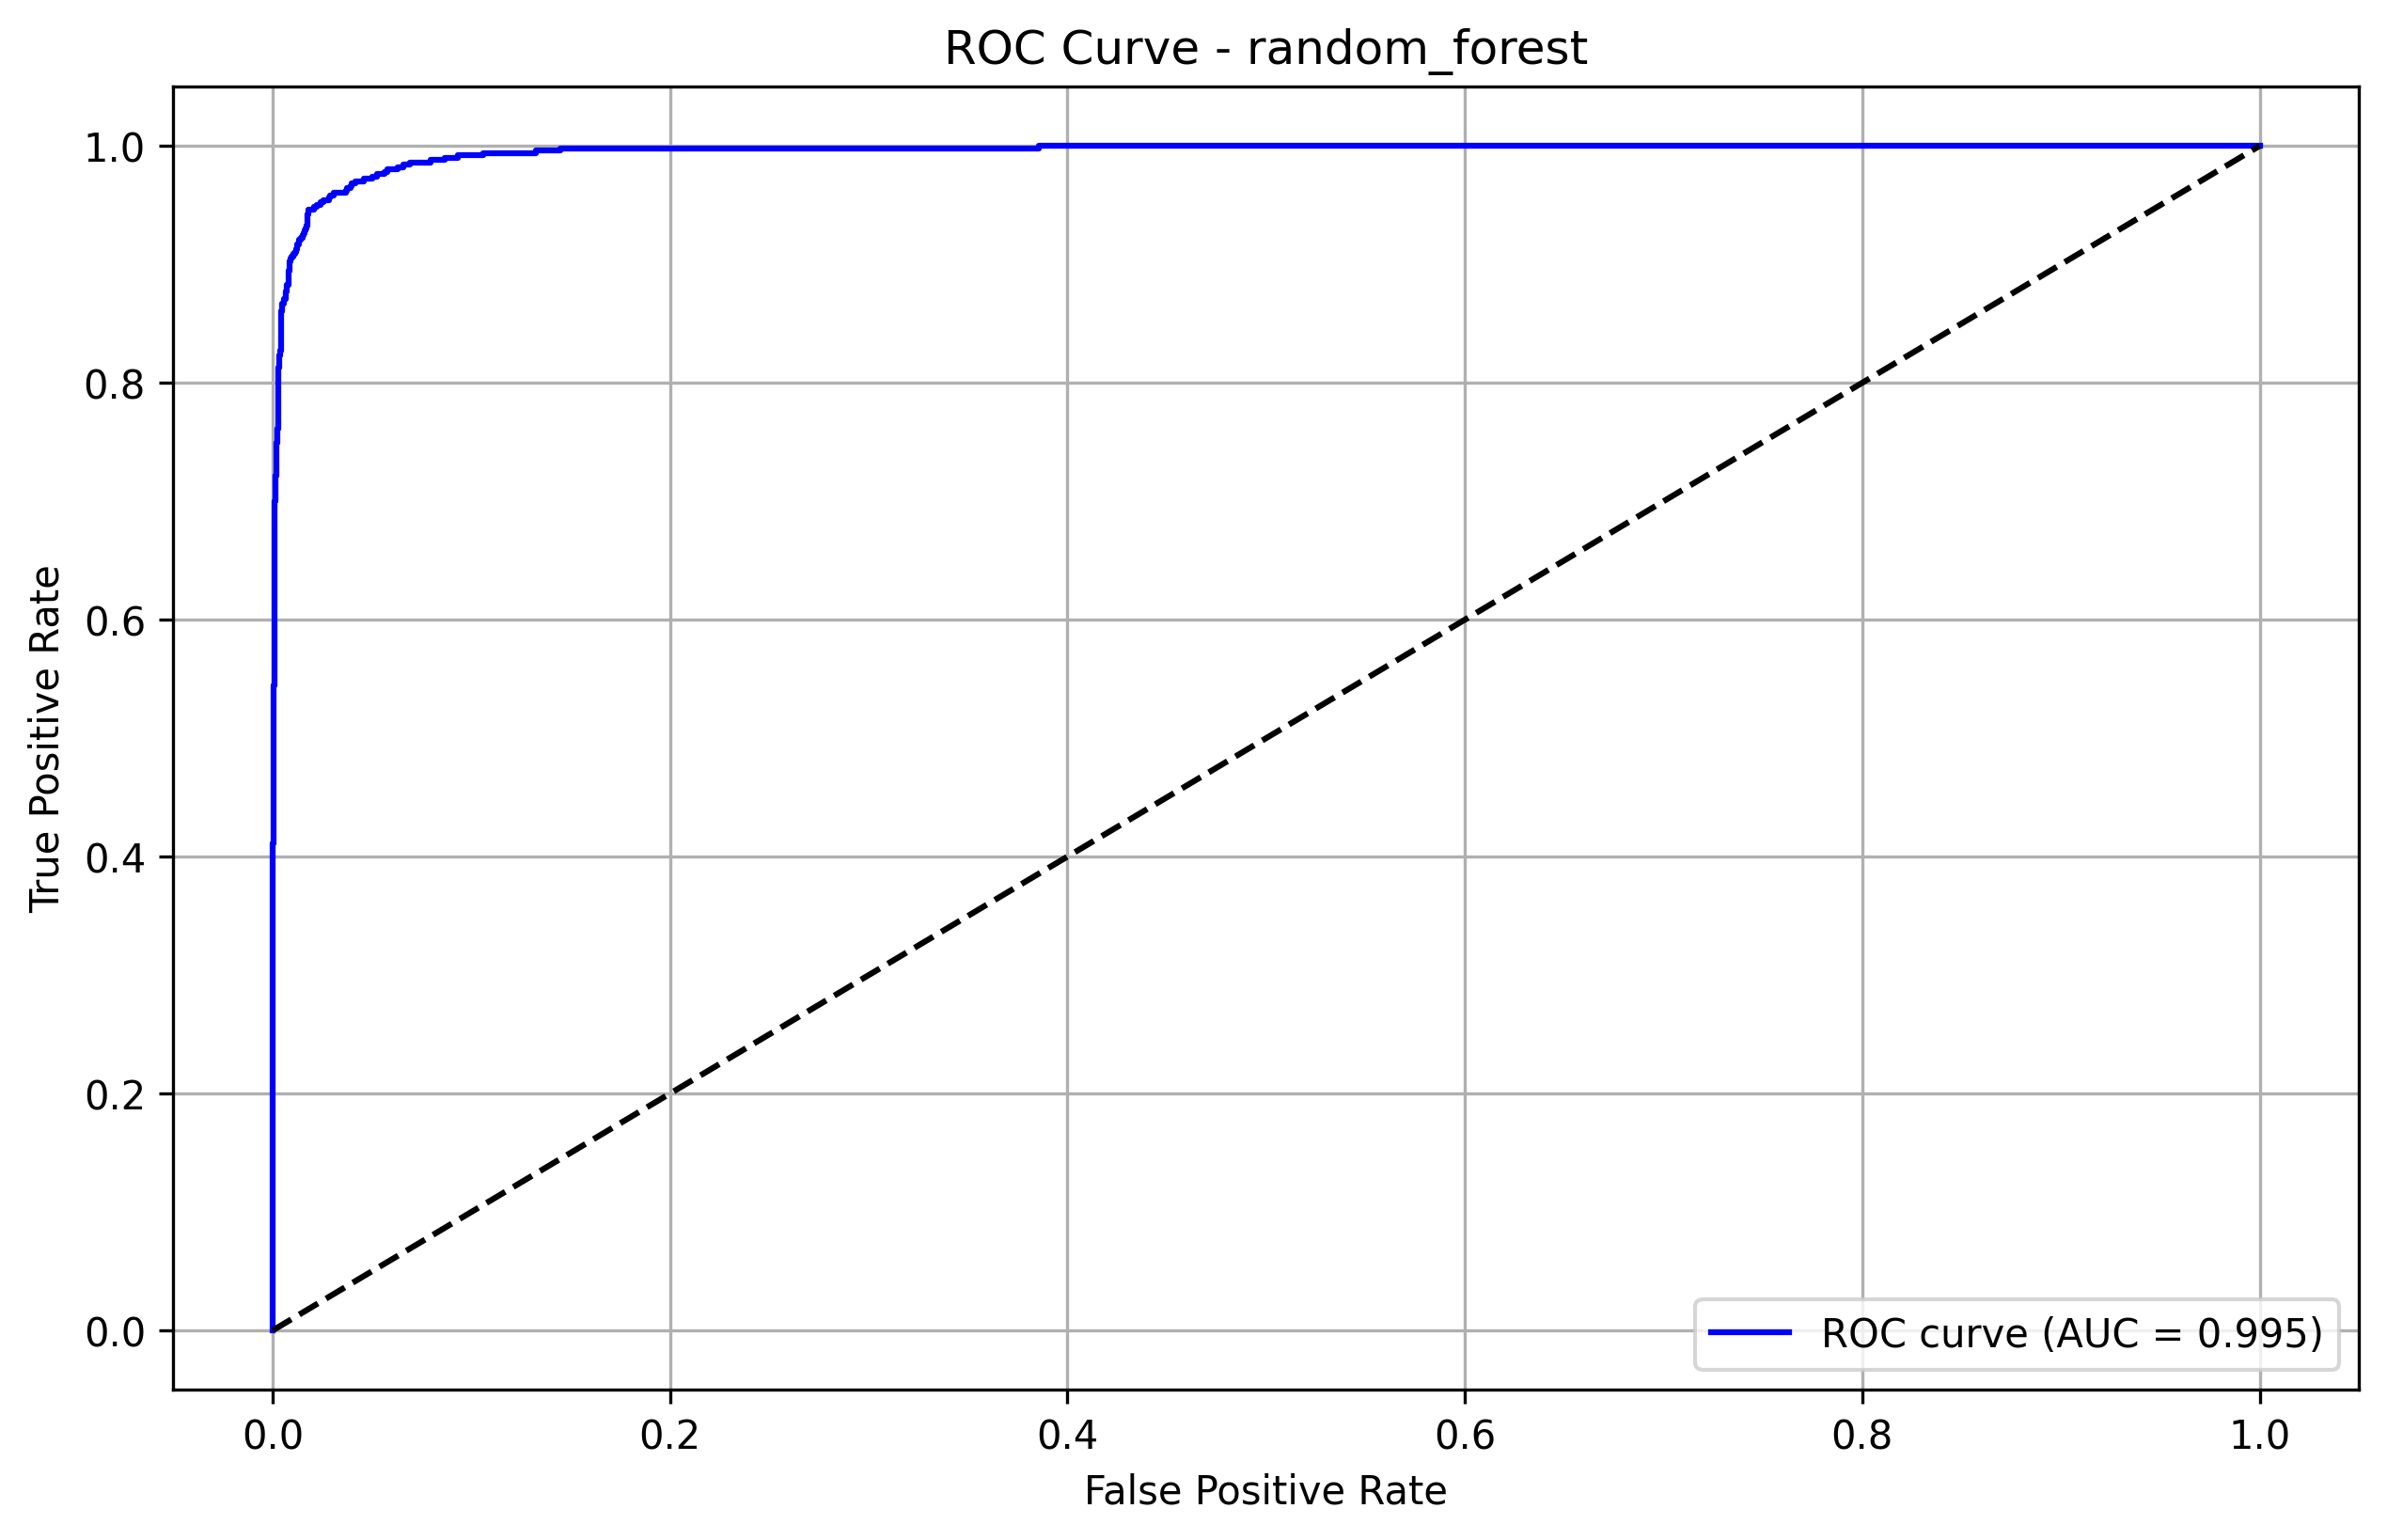 ROC Curve - random_forest
1.0
0.8
0.6
0.4
0.2
0.0
True Positive Rate
ROC curve (AUC = 0.995)
0.0 0.2 0.4 0.6 0.8 1.0
False Positive Rate